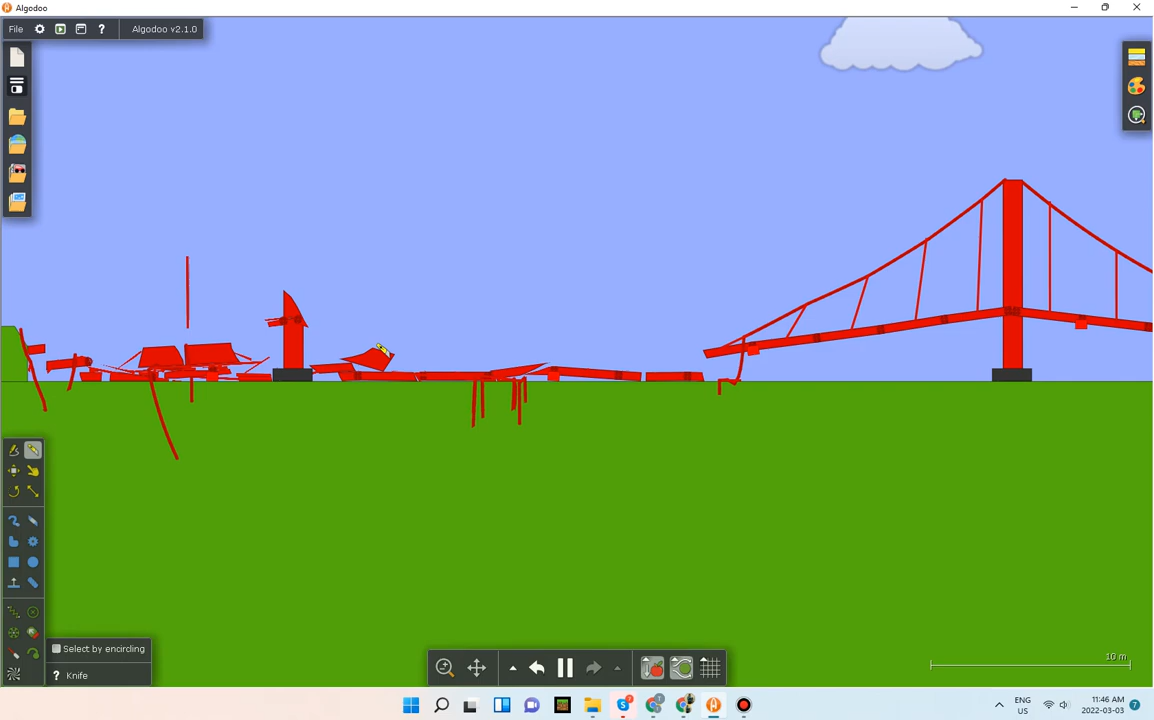 Algodoo
File ? Algodoo v2.1.0
Select by encircling
? Knife
10 m
ENG
US
11:46 AM
2022-03-03
7